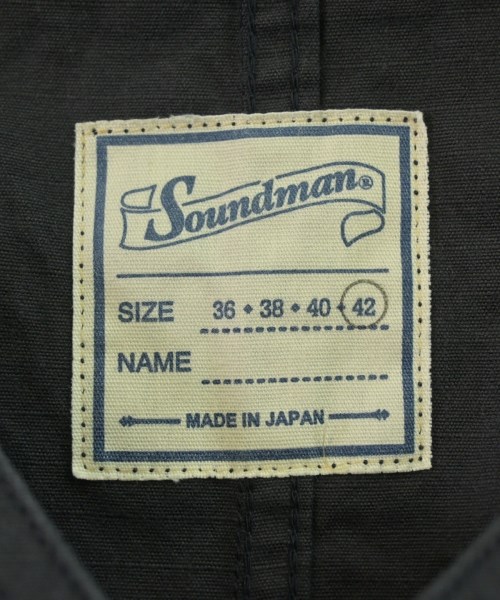 Soundman®
SIZE 36 • 38 • 40 • 42
NAME
MADE IN JAPAN